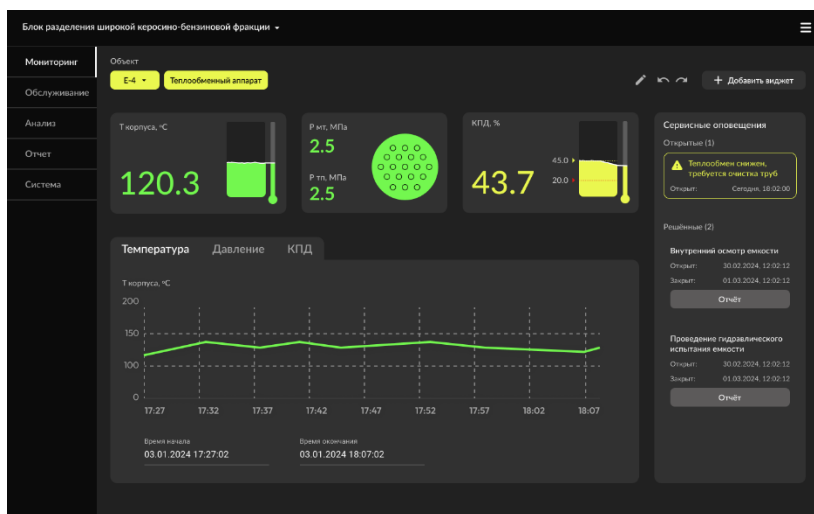 Блок разделения широкой керосино-бензиновой фракции
Мониторинг
Обслуживание
Анализ
Отчет
Система
Объект
Е-4
Теплообменный аппарат
+ Добавить виджет
Т корпуса, °С
120.3
Р мт, МПа
2.5
Р тп, МПа
2.5
КПД, %
43.7
45.0
20.0
Температура Давление КПД
Т корпуса, °С
200
150
100
0
17:27 17:32 17:37 17:42 17:47 17:52 17:57 18:02 18:07
Время начала
03.01.2024 17:27:02
Время окончания
03.01.2024 18:07:02
Сервисные оповещения
Открытые (1)
Теплообмен снижен,
требуется очистка труб
Открыт: Сегодня, 18:02:00
Решённые (2)
Внутренний осмотр емкости
Открыт: 30.02.2024, 12:02:12
Закрыт: 01.03.2024, 12:02:12
Отчёт
Проведение гидравлического
испытания емкости
Открыт: 30.02.2024, 12:02:12
Закрыт: 01.03.2024, 12:02:12
Отчёт